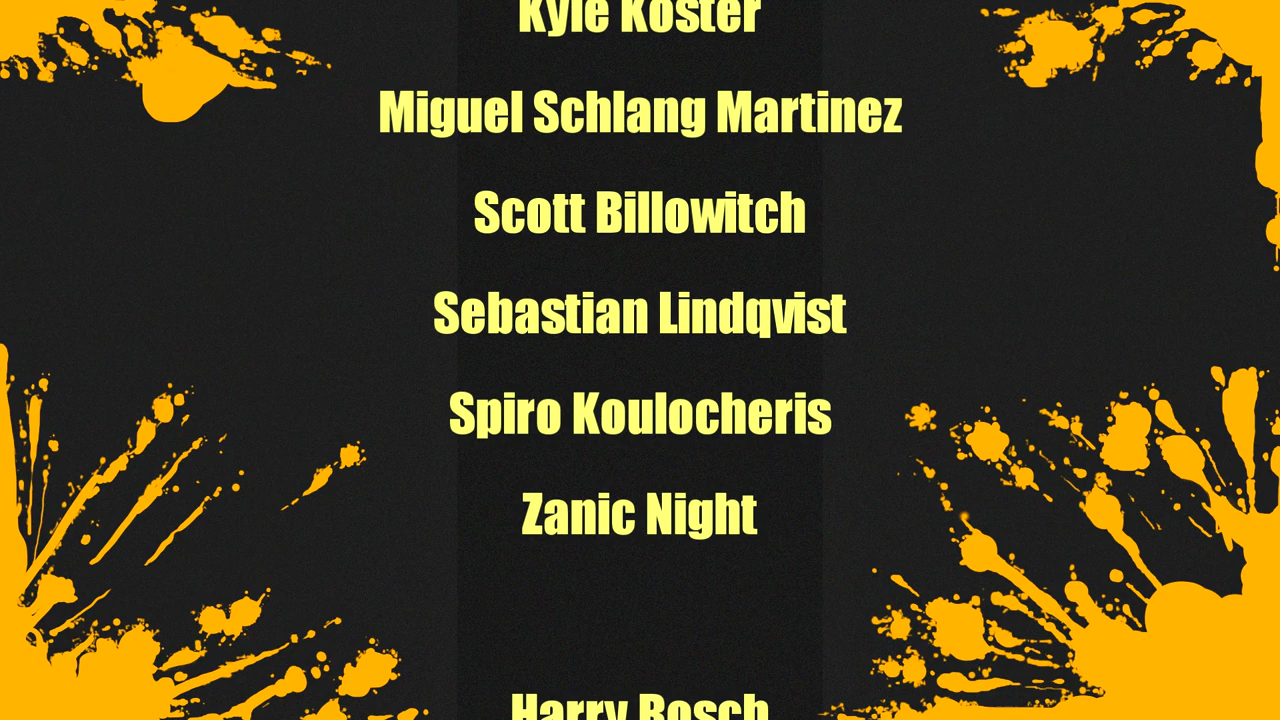 Kyle Koster
Miguel Schlang Martinez
Scott Billowitch
Sebastian Lindqvist
Spiro Koulocheris
Zanic Night
Harry Bosch